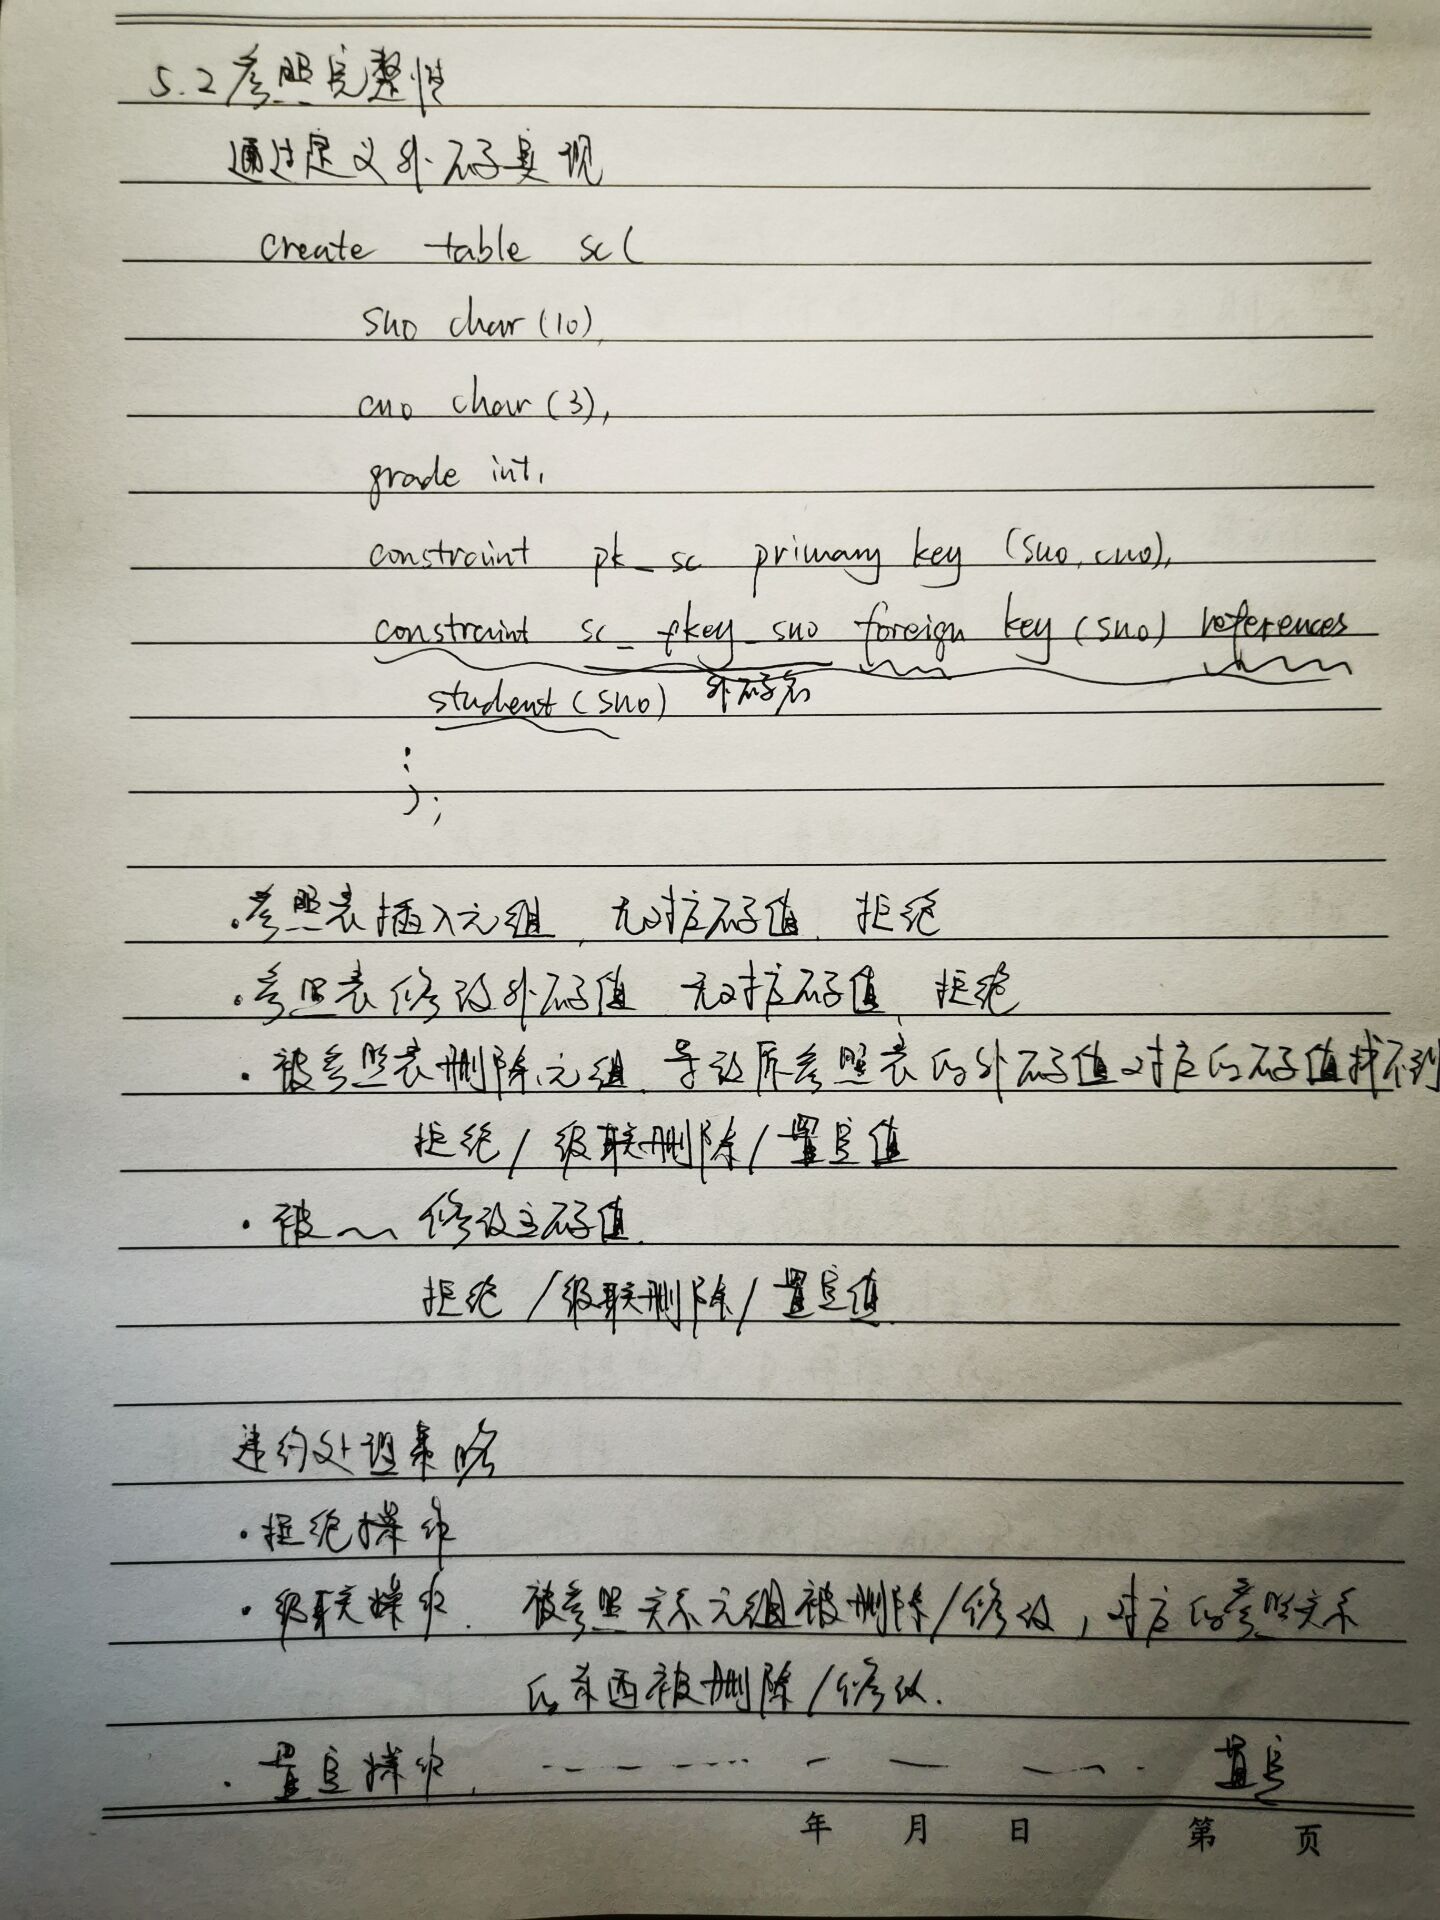 5.2 参照完整性
通过定义外码实现
create table sc(
sno char(10),
cno char(3),
grade int,
constraint pk_sc primary key (sno,cno),
constraint sc_fkey_sno foreign key(sno) references
student(sno) 外码名
⋮
);
·参照表插入元组,无对应码值,拒绝
·参照表修改外码值 无对应码值,拒绝
·被参照表删除元组,导致原参照表的外码值对应的码值找不到
拒绝/级联删除/置空值
·被~ 修改主码值.
拒绝/级联删除/置空值.
违约处理策略
·拒绝操作
·级联操作. 被参照关系元组被删除/修改,对应的参照关系
的东西被删除/修改.
·置空操作, 置空
年 月 日 第 页